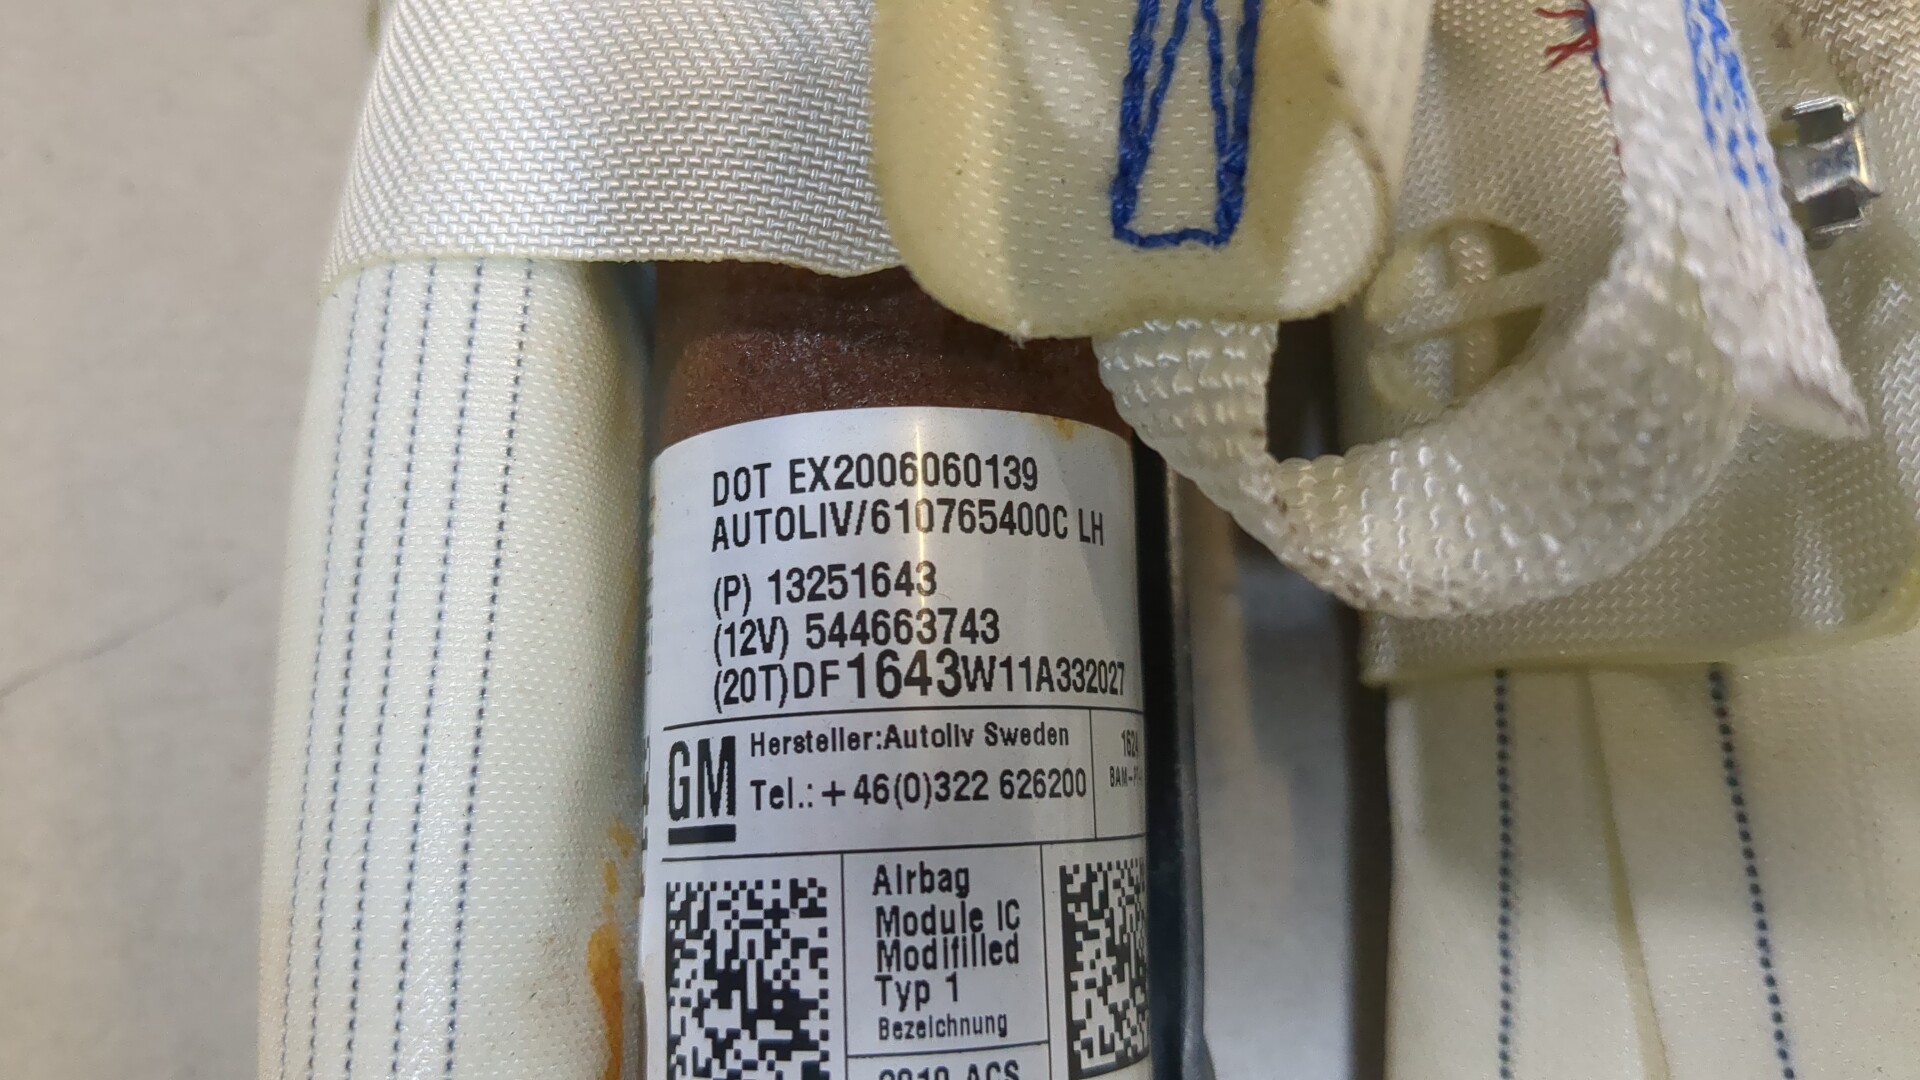 DOT EX2006060139
AUTOLIV/610765400C LH
(P) 13251643
(12V) 544663743
(20T)DF1643W11A332027
GM
Hersteller:Autoliv Sweden
Tel.:+46(0)322 626200
Airbag
Module IC
Modifilled
Typ 1
Bezeichnung